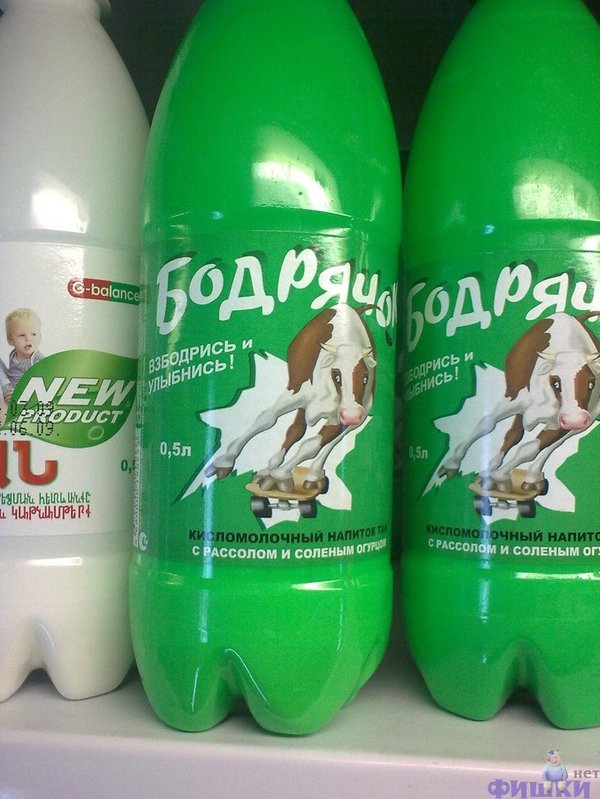 G-balance
NEW
PRODUCT
Бодрячок
ВЗБОДРИСЬ И
УЛЫБНИСЬ!
0,5л
КИСЛОМОЛОЧНЫЙ НАПИТОК ТАН
С РАССОЛОМ И СОЛЕНЫМ ОГУРЦОМ
Бодрячо
ВЗБОДРИСЬ И
УЛЫБНИСЬ!
0,5л
КИСЛОМОЛОЧНЫЙ НАПИТОК
С РАССОЛОМ И СОЛЕНЫМ ОГУ
нет
ФИШКИ